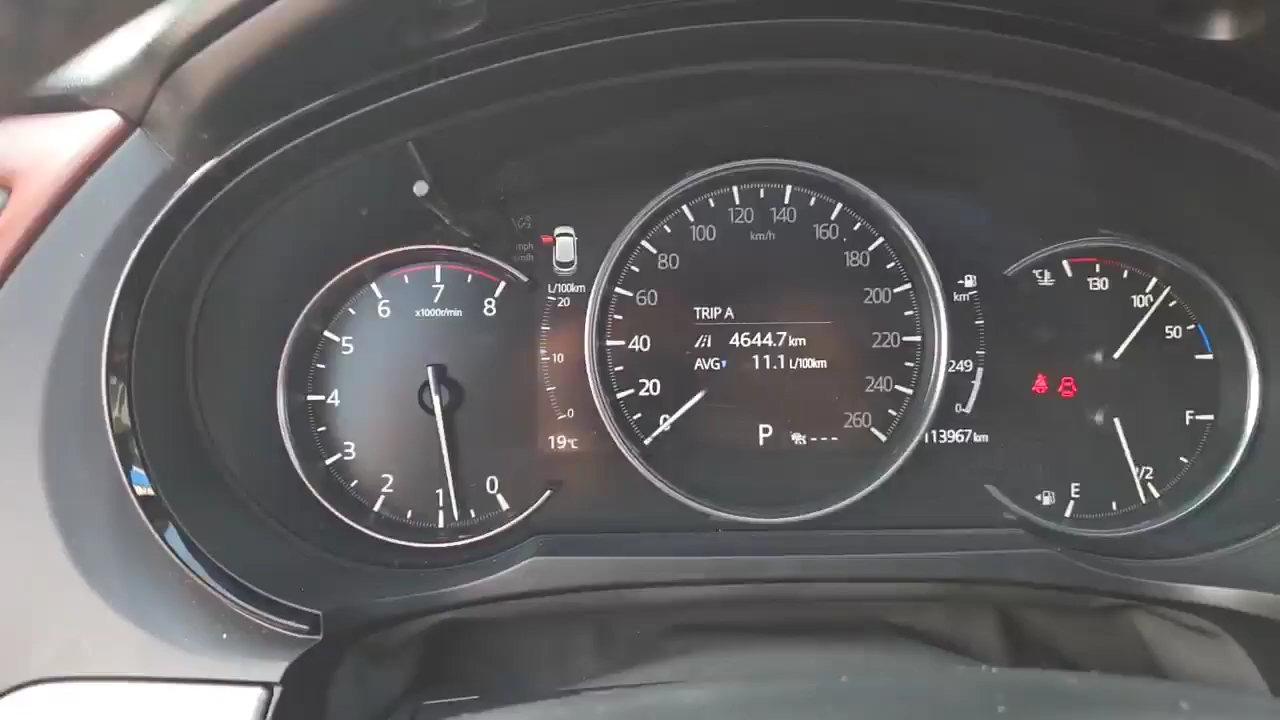 8
7
6
5
4
3
2
1
0
x1000r/min
mph
km/h
L/100km
20
10
0
19℃
0
20
40
60
80
100
120
140
160
180
200
220
240
260
km/h
TRIP A
4644.7 km
AVG 11.1 L/100km
P ---
km
249
0
113967 km
℃
130
100
50
F
1/2
E